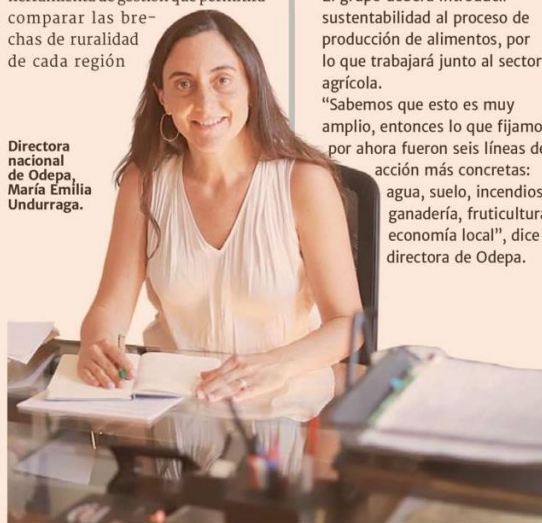 comparar las bre-
chas de ruralidad
de cada región
Directora
nacional
de Odepa,
María Emilia
Undurraga.
sustentabilidad al proceso de
producción de alimentos, por
lo que trabajará junto al sector
agrícola.
“Sabemos que esto es muy
amplio, entonces lo que fijamo
por ahora fueron seis líneas de
acción más concretas:
agua, suelo, incendios
ganadería, fruticultura
economía local”, dice
directora de Odepa.